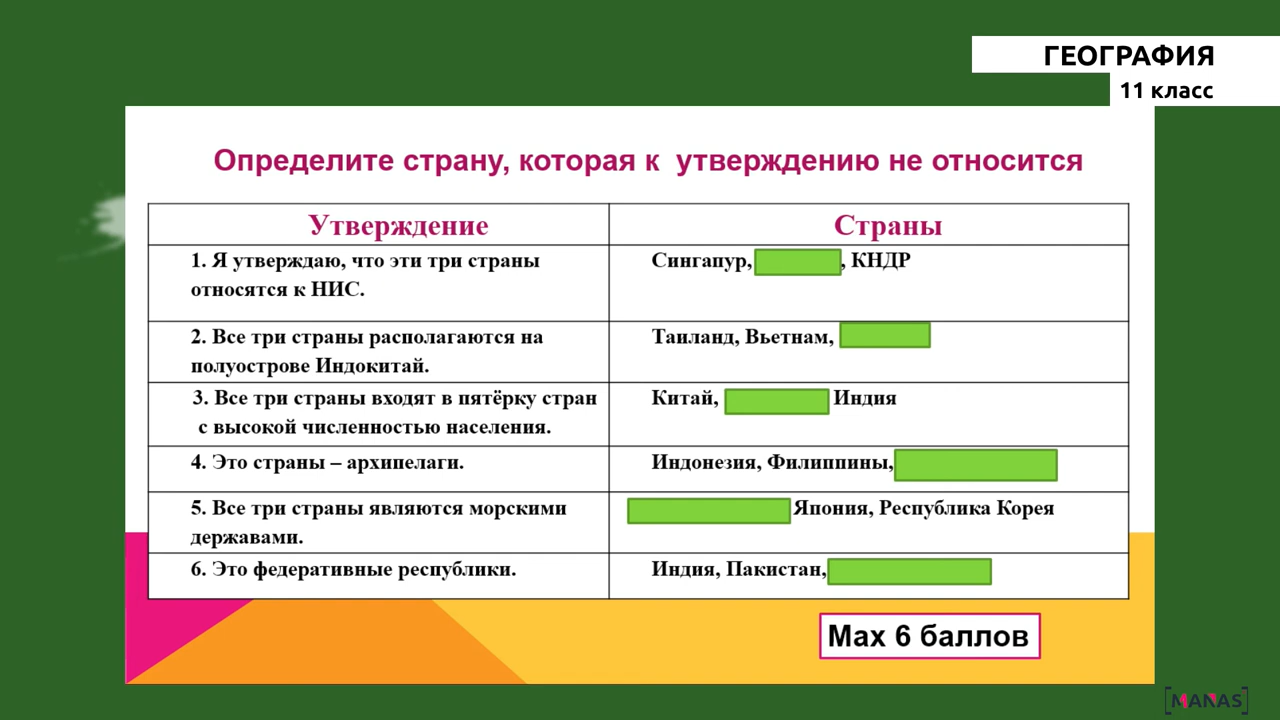 ГЕОГРАФИЯ
11 класс
Определите страну, которая к утверждению не относится
Утверждение
Страны
1. Я утверждаю, что эти три страны
относятся к НИС.
Сингапур, , КНДР
2. Все три страны располагаются на
полуострове Индокитай.
Таиланд, Вьетнам,
3. Все три страны входят в пятёрку стран
с высокой численностью населения.
Китай, Индия
4. Это страны – архипелаги.
Индонезия, Филиппины,
5. Все три страны являются морскими
державами.
Япония, Республика Корея
6. Это федеративные республики.
Индия, Пакистан,
Max 6 баллов
[MANAS]